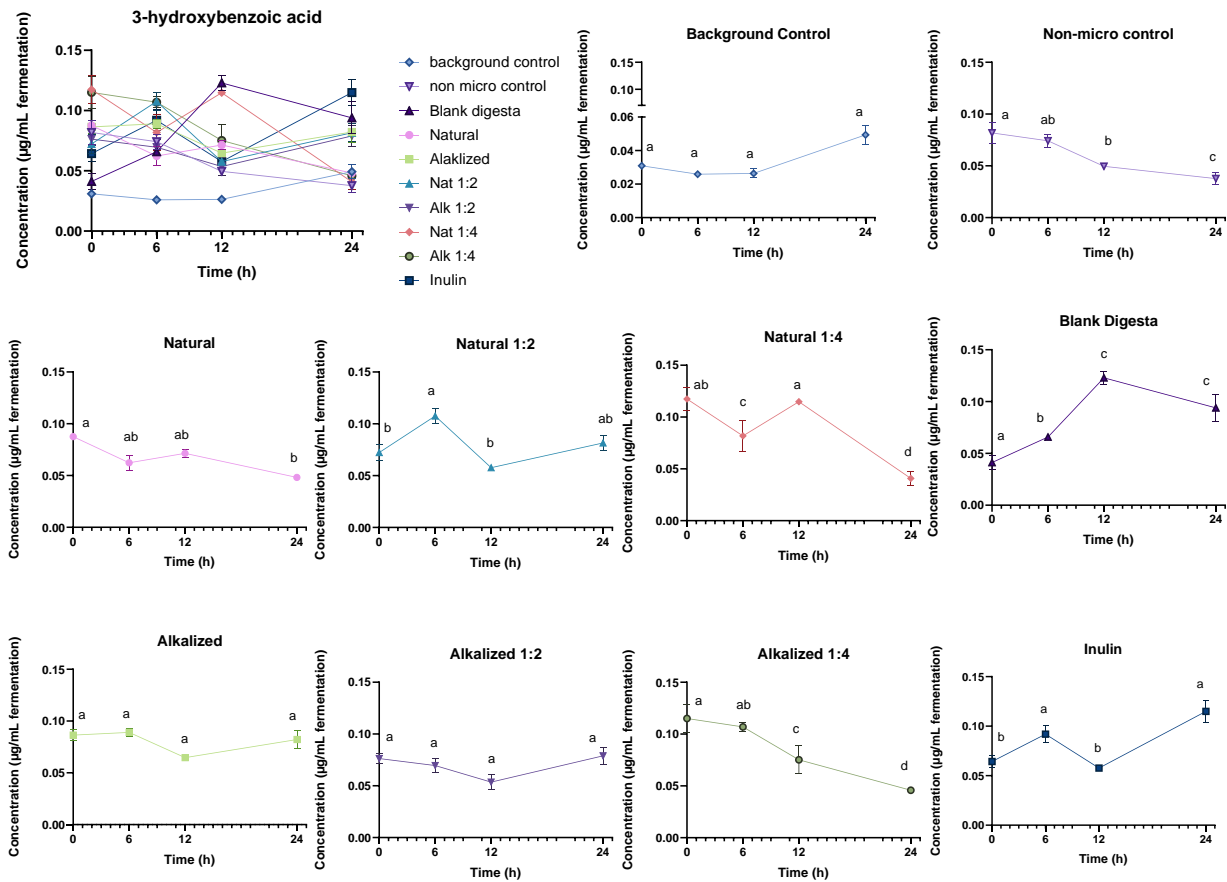 3-hydroxybenzoic acid
Concentration (µg/mL fermentation)
0.15
0.10
0.05
0.00
0
6
12
24
Time (h)
background control
non micro control
Blank digesta
Natural
Alaklized
Nat 1:2
Alk 1:2
Nat 1:4
Alk 1:4
Inulin
Background Control
Concentration (µg/mL fermentation)
0.15
0.10
0.06
0.04
0.02
0.00
a
a
a
a
0
6
12
24
Time (h)
Non-micro control
Concentration (µg/mL fermentation)
0.15
0.10
0.05
0.00
a
ab
b
c
0
6
12
24
Time (h)
Natural
Concentration (µg/mL fermentation)
0.15
0.10
0.05
0.00
a
ab
ab
b
0
6
12
24
Time (h)
Natural 1:2
Concentration (µg/mL fermentation)
0.15
0.10
0.05
0.00
b
a
b
ab
0
6
12
24
Time (h)
Natural 1:4
Concentration (µg/mL fermentation)
0.15
0.10
0.05
0.00
ab
c
a
d
0
6
12
24
Time (h)
Blank Digesta
Concentration (µg/mL fermentation)
0.15
0.10
0.05
0.00
a
b
c
c
0
6
12
24
Time (h)
Alkalized
Concentration (µg/mL fermentation)
0.15
0.10
0.05
0.00
a
a
a
a
0
6
12
24
Time (h)
Alkalized 1:2
Concentration (µg/mL fermentation)
0.15
0.10
0.05
0.00
a
a
a
a
0
6
12
24
Time (h)
Alkalized 1:4
Concentration (µg/mL fermentation)
0.15
0.10
0.05
0.00
a
ab
c
d
0
6
12
24
Time (h)
Inulin
Concentration (µg/mL fermentation)
0.15
0.10
0.05
0.00
b
a
b
a
0
6
12
24
Time (h)